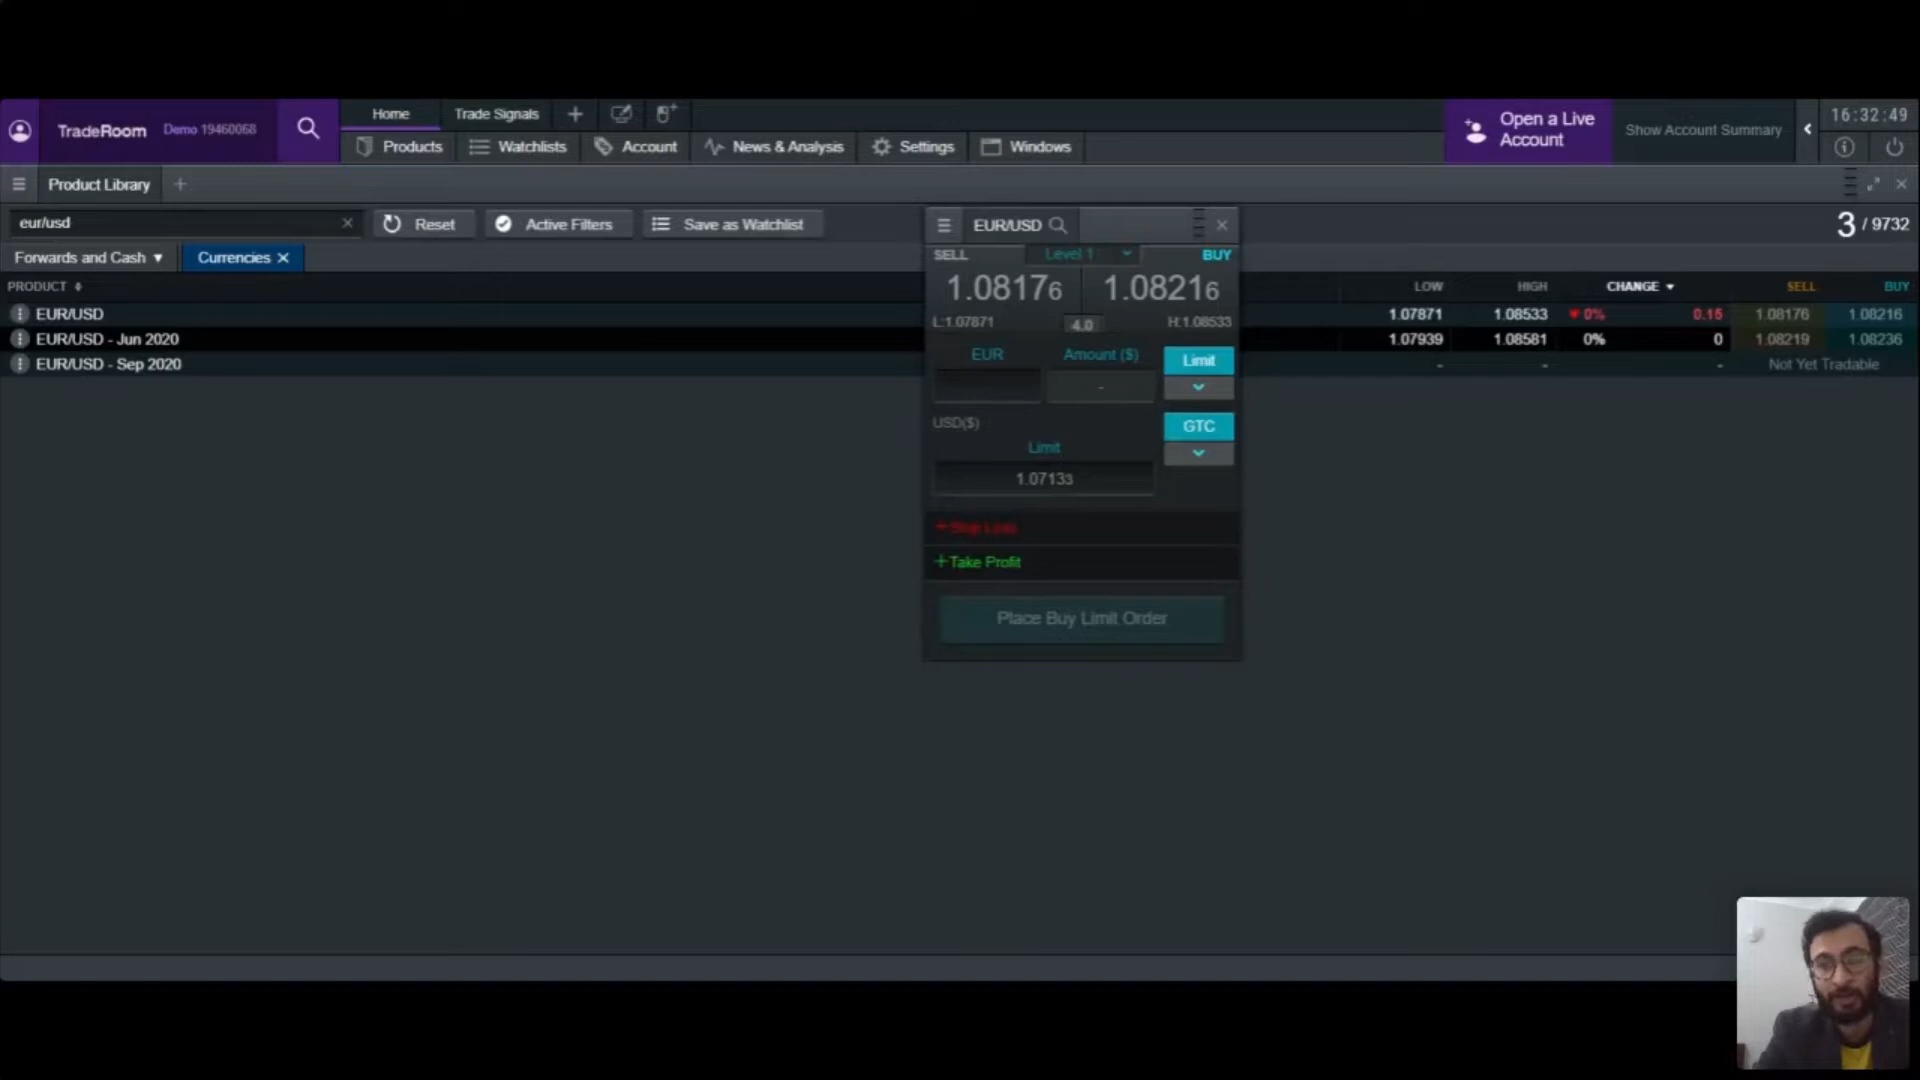 TradeRoom Demo 19460068
Home Trade Signals
Products Watchlists Account News & Analysis Settings Windows
Open a Live Account
Show Account Summary
16:32:49
Product Library
eur/usd
Reset Active Filters Save as Watchlist
3 / 9732
Forwards and Cash Currencies
PRODUCT LOW HIGH CHANGE SELL BUY
EUR/USD 1.07871 1.08533 0% 0.15 1.08176 1.08216
EUR/USD - Jun 2020 1.07939 1.08581 0% 0 1.08219 1.08236
EUR/USD - Sep 2020 - - - Not Yet Tradable
EUR/USD
SELL Level 1 BUY
1.08176 1.08216
L:1.07871 4.0 H:1.08533
EUR Amount ($) Limit
-
USD($) GTC
Limit
1.07133
+Stop Loss
+Take Profit
Place Buy Limit Order